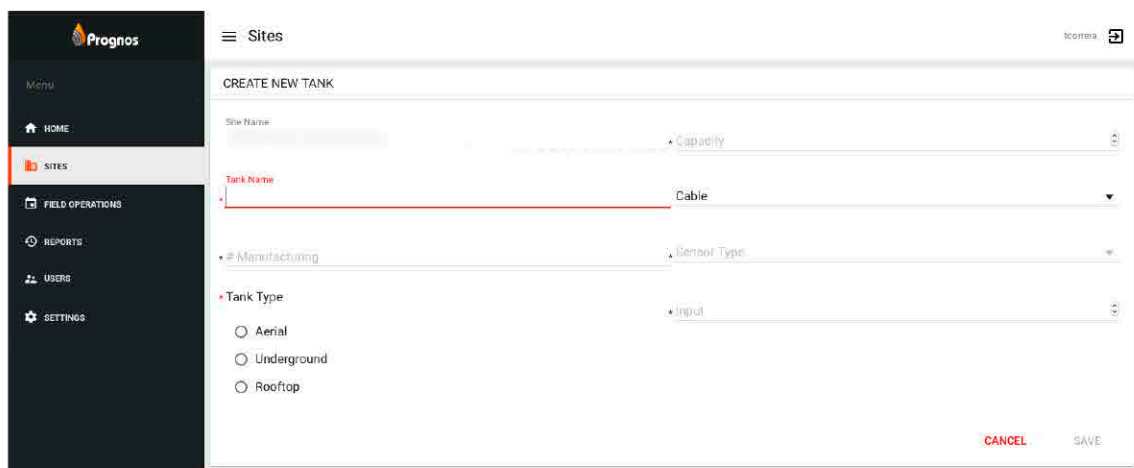 Prognos
Sites
Menu
CREATE NEW TANK
HOME
Site Name
* Capacity
SITES
Tank Name
*
Cable
FIELD OPERATIONS
REPORTS
* # Manufacturing
* Sensor Type
USERS
* Tank Type
* Input
SETTINGS
Aerial
Underground
Rooftop
CANCEL
SAVE